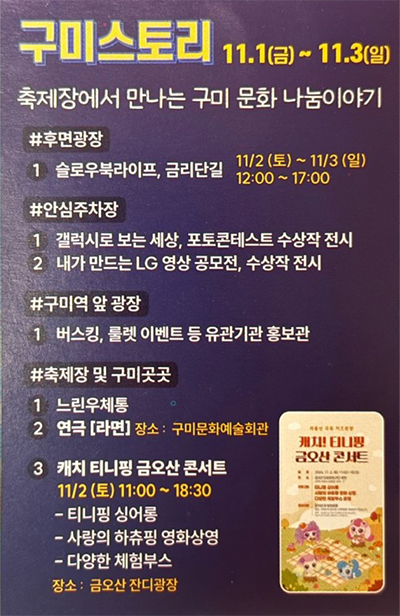 구미스토리 11.1(금) ~ 11.3(일)
축제장에서 만나는 구미 문화 나눔이야기
#후면광장
1 슬로우북라이프, 금리단길 11/2 (토) ~ 11/3 (일)
12:00 ~ 17:00
#안심주차장
1 갤럭시로 보는 세상, 포토콘테스트 수상작 전시
2 내가 만드는 LG 영상 공모전, 수상작 전시
#구미역 앞 광장
1 버스킹, 룰렛 이벤트 등 유관기관 홍보관
#축제장 및 구미곳곳
1 느린우체통
2 연극 [라면] 장소 : 구미문화예술회관
3 캐치 티니핑 금오산 콘서트
11/2 (토) 11:00 ~ 18:30
- 티니핑 싱어롱
- 사랑의 하츄핑 영화상영
- 다양한 체험부스
장소 : 금오산 잔디광장
캐치! 티니핑
금오산 콘서트